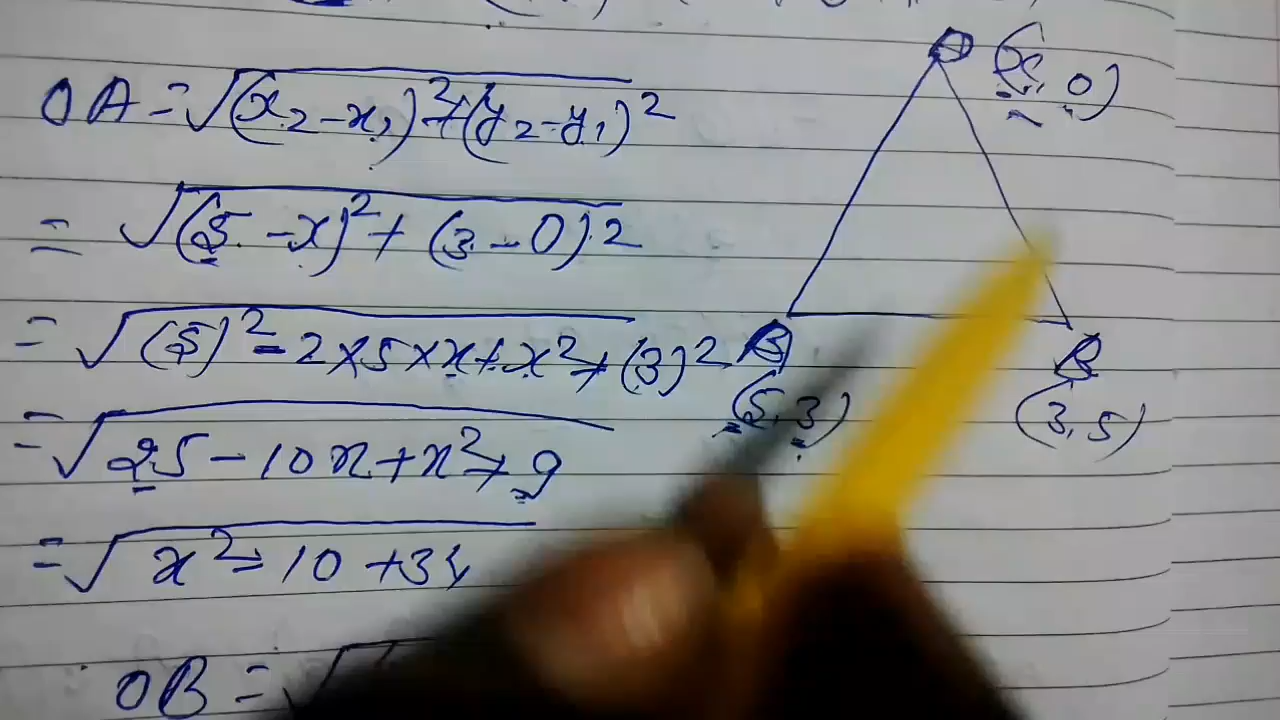 OA = √(x₂-x₁)²+(y₂-y₁)²
= √(5-x)²+(3-0)²
= √(5)²-2×5×x+x²+(3)²
= √25-10x+x²+9
= √x²-10+34
OB = √
O (x, 0)
(5, 3)
B
(3, 5)